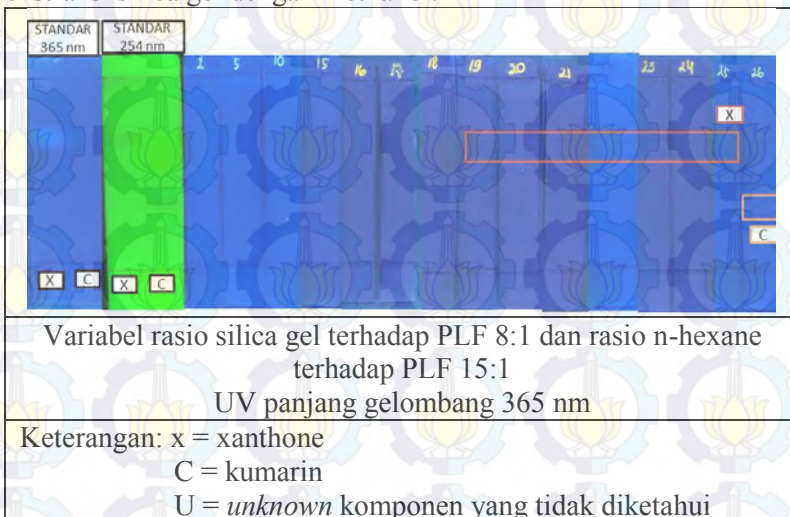 STANDAR
365 nm
STANDAR
254 nm
2 5 10 15 16 18 19 20 21 23 24 25 26
X
C
X C X C
Variabel rasio silica gel terhadap PLF 8:1 dan rasio n-hexane
terhadap PLF 15:1
UV panjang gelombang 365 nm
Keterangan: x = xanthone
C = kumarin
U = unknown komponen yang tidak diketahui